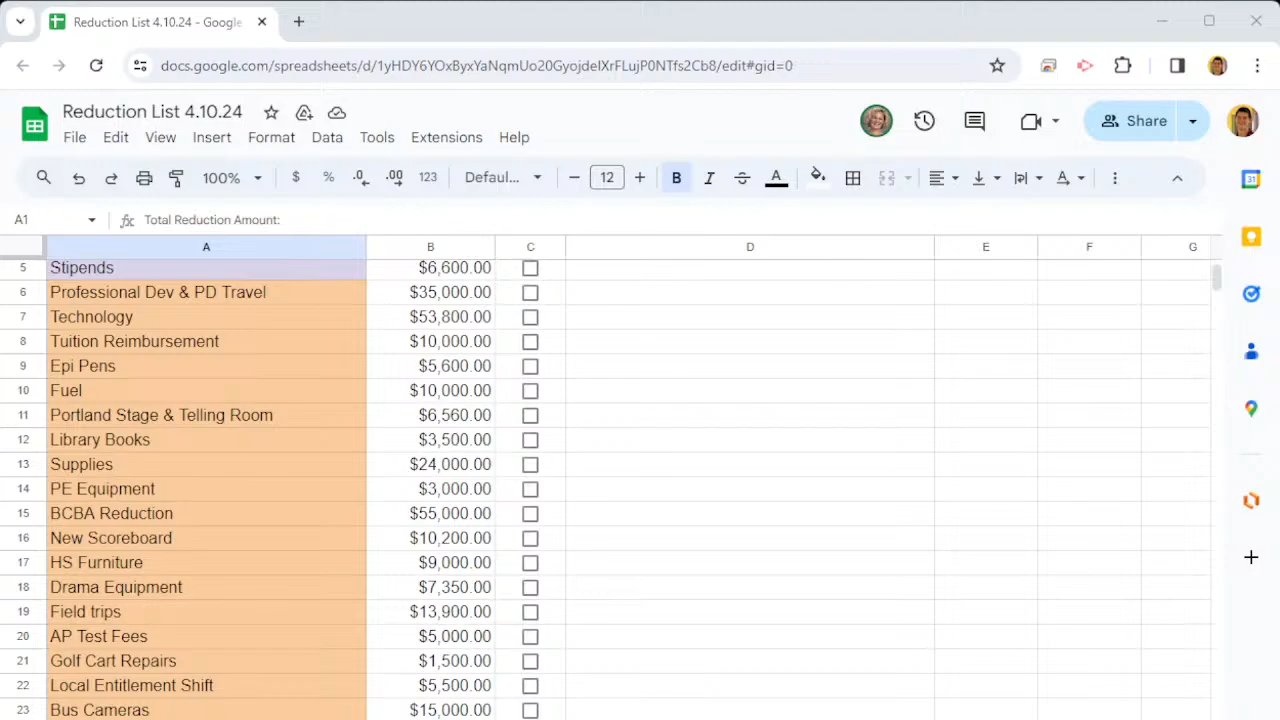 Reduction List 4.10.24 - Google
docs.google.com/spreadsheets/d/1yHDY6YOxByxYaNqmUo20GyojdeIXrFLujP0NTfs2Cb8/edit#gid=0
Reduction List 4.10.24
File Edit View Insert Format Data Tools Extensions Help
Share
100% $ % .0 .00 123 Defaul... 12 B I A A
A1 fx Total Reduction Amount:
A B C D E F G
5 Stipends $6,600.00
6 Professional Dev & PD Travel $35,000.00
7 Technology $53,800.00
8 Tuition Reimbursement $10,000.00
9 Epi Pens $5,600.00
10 Fuel $10,000.00
11 Portland Stage & Telling Room $6,560.00
12 Library Books $3,500.00
13 Supplies $24,000.00
14 PE Equipment $3,000.00
15 BCBA Reduction $55,000.00
16 New Scoreboard $10,200.00
17 HS Furniture $9,000.00
18 Drama Equipment $7,350.00
19 Field trips $13,900.00
20 AP Test Fees $5,000.00
21 Golf Cart Repairs $1,500.00
22 Local Entitlement Shift $5,500.00
23 Bus Cameras $15,000.00
31